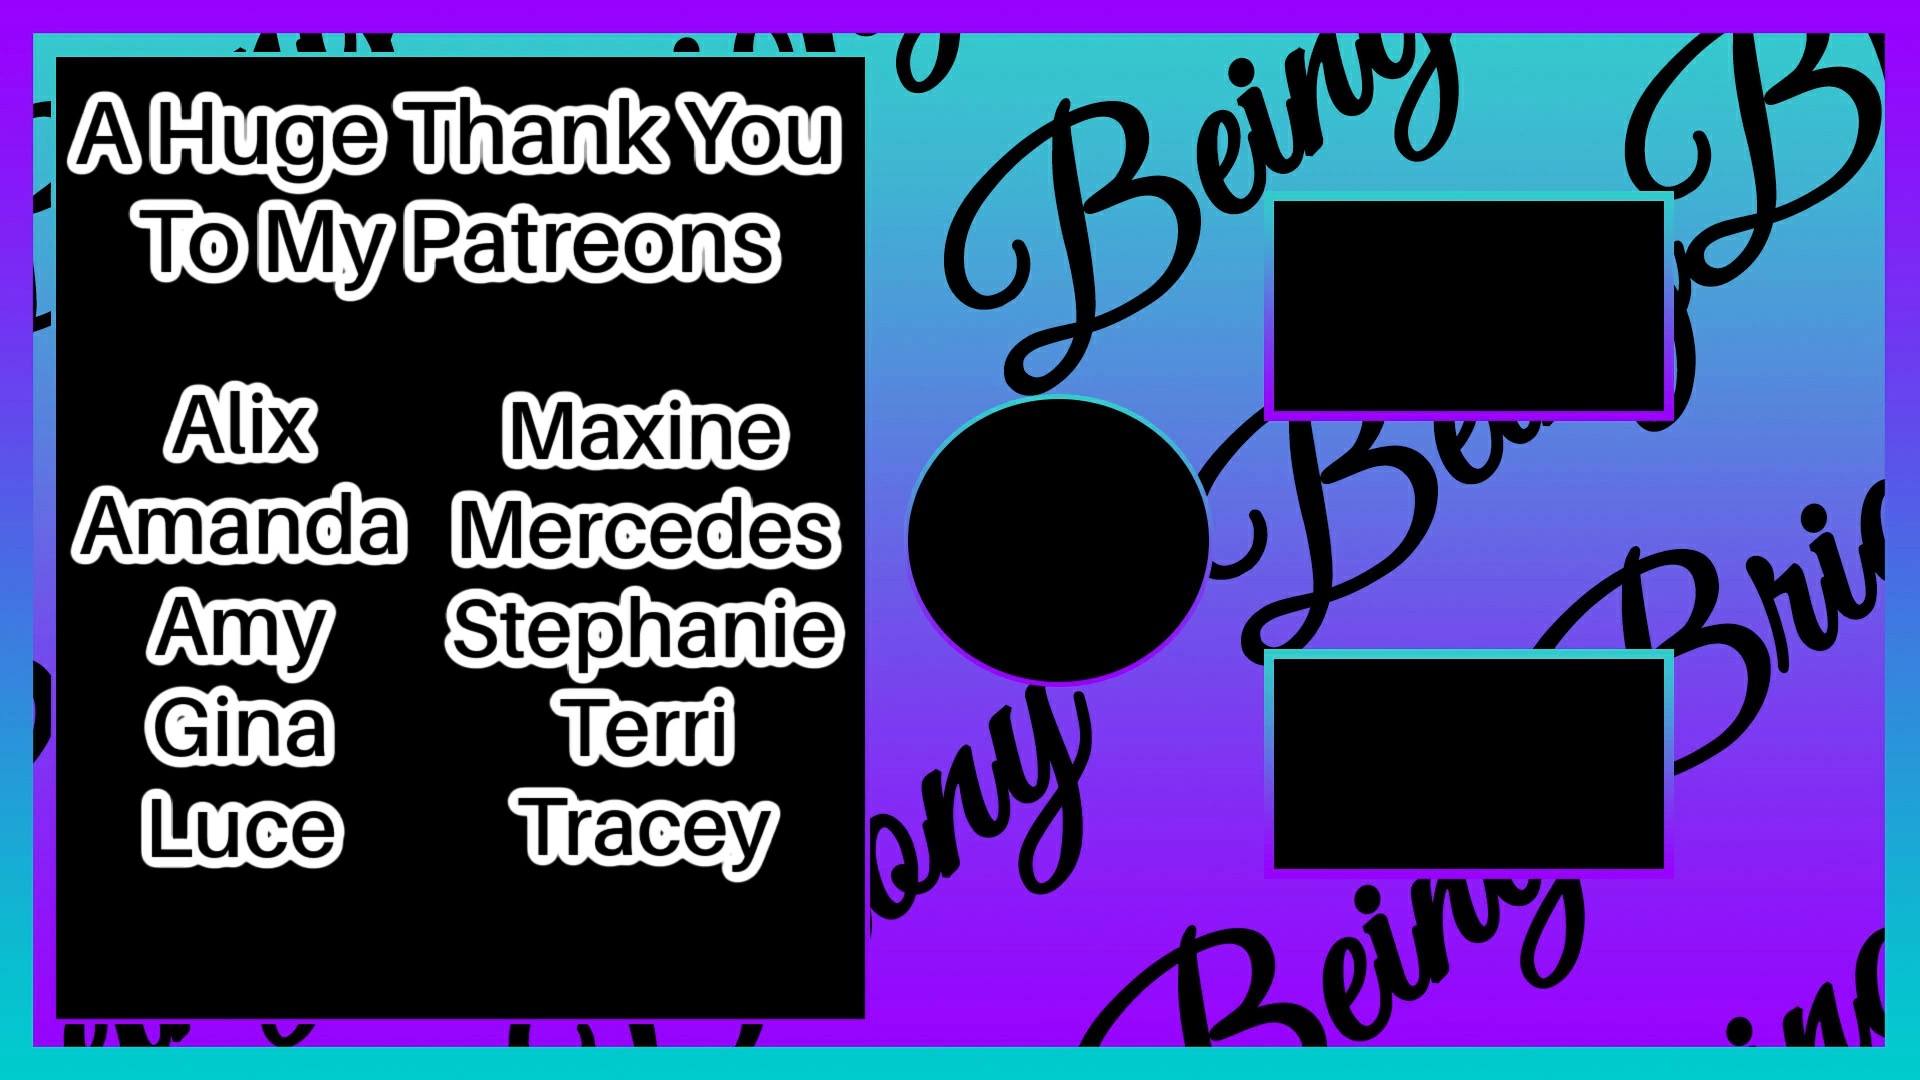 A Huge Thank You
To My Patreons
Alix
Amanda
Amy
Gina
Luce
Maxine
Mercedes
Stephanie
Terri
Tracey
Being
Being
Being